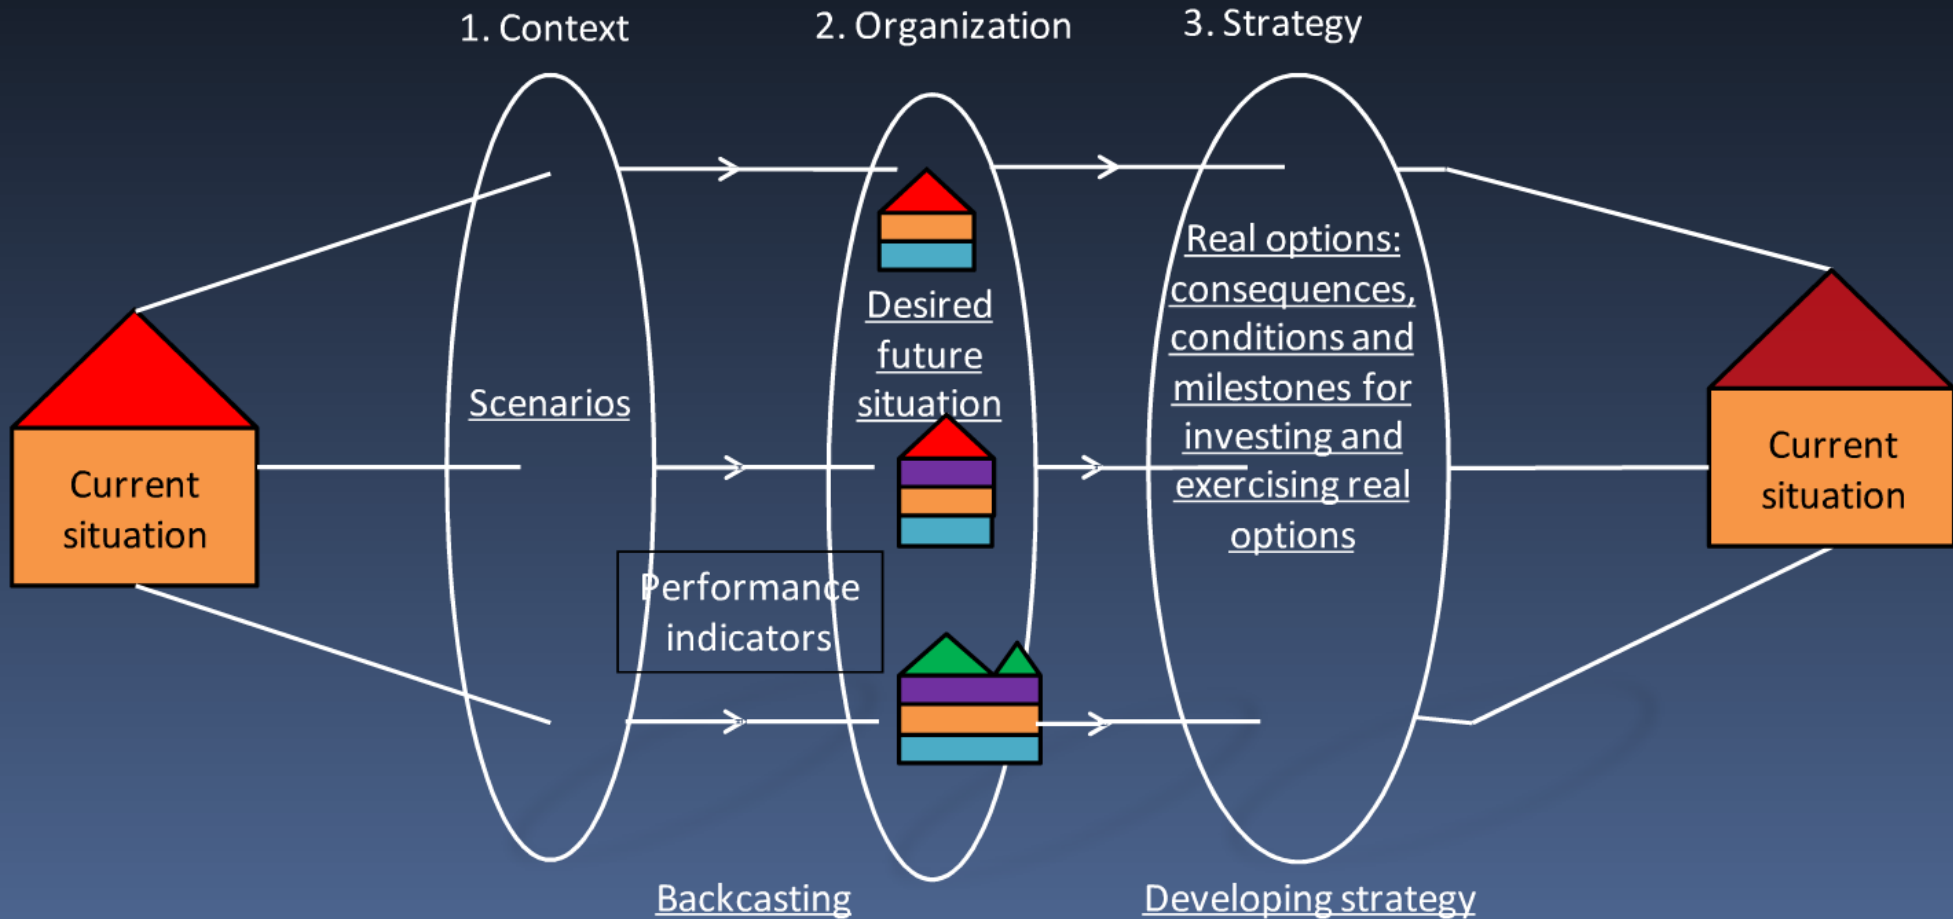 1. Context
2. Organization
3. Strategy
Current
situation
Scenarios
Performance
indicators
Desired
future
situation
Real options:
consequences,
conditions and
milestones for
investing and
exercising real
options
Current
situation
Backcasting
Developing strategy